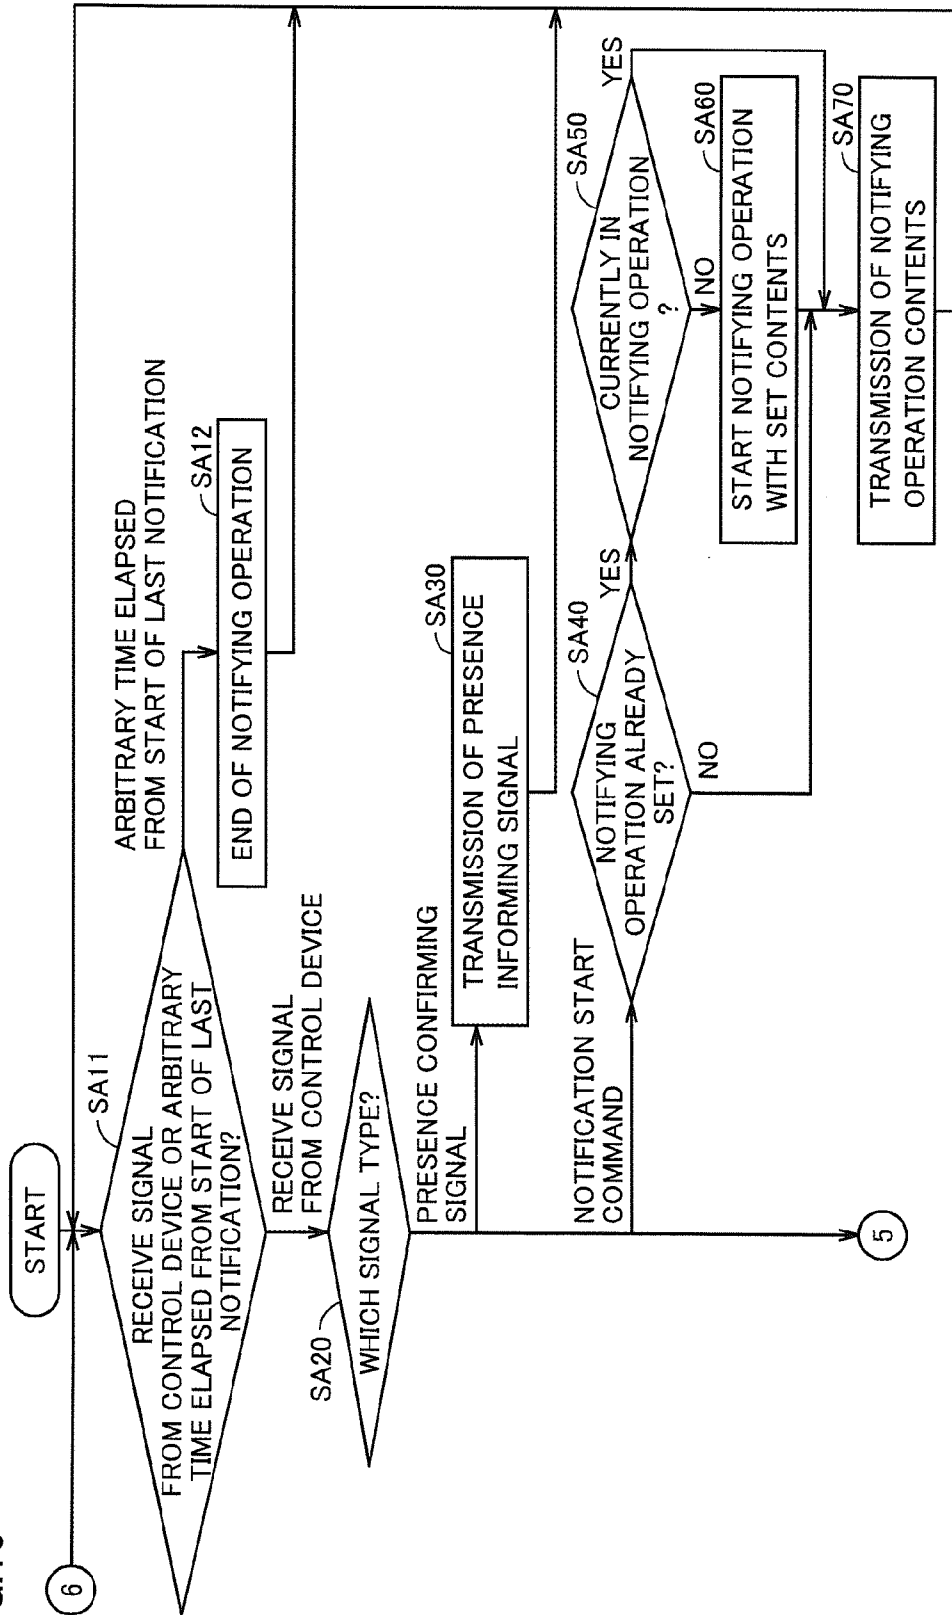 START
6
RECEIVE SIGNAL
FROM CONTROL DEVICE OR ARBITRARY
TIME ELAPSED FROM START OF LAST
NOTIFICATION?
SA11
ARBITRARY TIME ELAPSED
FROM START OF LAST NOTIFICATION
SA12
END OF NOTIFYING OPERATION
RECEIVE SIGNAL
FROM CONTROL DEVICE
SA20
WHICH SIGNAL TYPE?
PRESENCE CONFIRMING
SIGNAL
SA30
TRANSMISSION OF PRESENCE
INFORMING SIGNAL
NOTIFICATION START
COMMAND
SA40
NOTIFYING
OPERATION ALREADY
SET?
YES
NO
SA50
CURRENTLY IN
NOTIFYING OPERATION
?
YES
NO
SA60
START NOTIFYING OPERATION
WITH SET CONTENTS
SA70
TRANSMISSION OF NOTIFYING
OPERATION CONTENTS
5